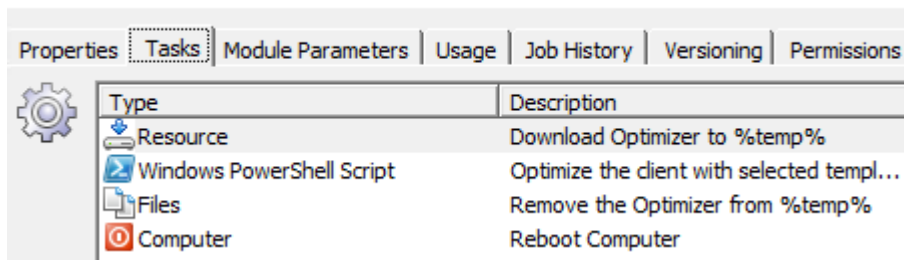 Properties Tasks Module Parameters Usage Job History Versioning Permissions
Type Description
Resource Download Optimizer to %temp%
Windows PowerShell Script Optimize the client with selected templ...
Files Remove the Optimizer from %temp%
Computer Reboot Computer